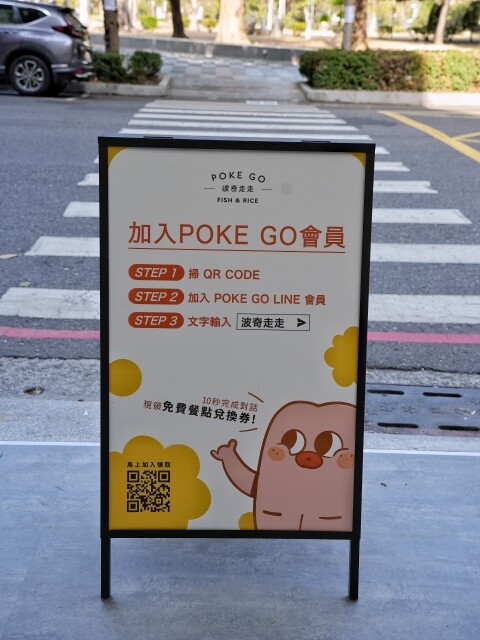 POKE GO
波奇走走
FISH & RICE
加入POKE GO會員
STEP 1 掃 QR CODE
STEP 2 加入 POKE GO LINE 會員
STEP 3 文字輸入 波奇走走
10秒完成對話
現領免費餐點兌換券!
馬上加入領取